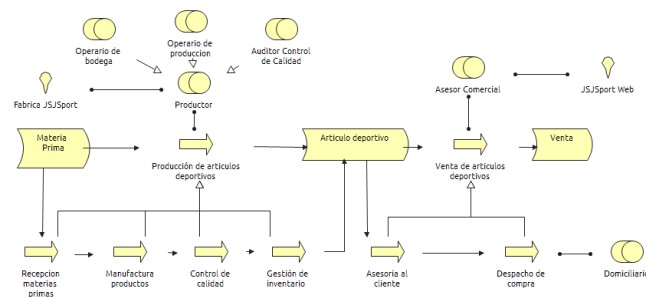 Operario de
bodega
Operario de
produccion
Auditor Control
de Calidad
Fabrica JSJSport
Productor
Asesor Comercial
JSJSport Web
Materia
Prima
Producción de articulos
deportivos
Artículo deportivo
Venta de artículos
deportivos
Venta
Recepcion
materias
primas
Manufactura
productos
Control de
calidad
Gestión de
inventario
Asesoria al
cliente
Despacho de
compra
Domiciliario